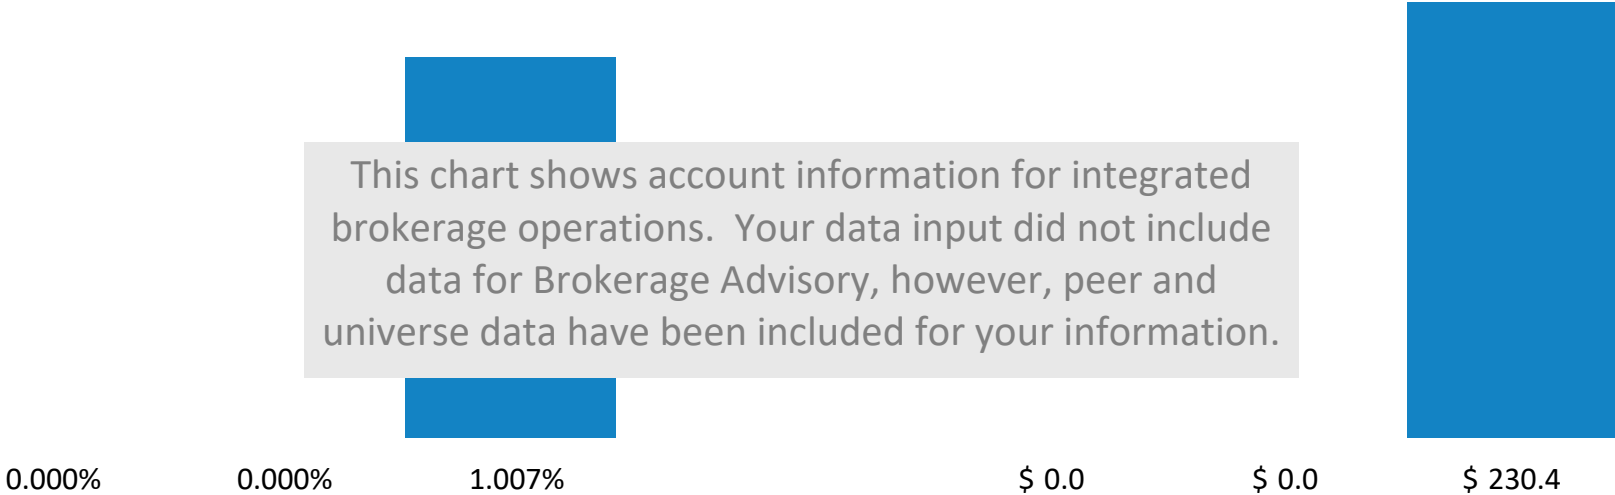 This chart shows account information for integrated
brokerage operations.  Your data input did not include
data for Brokerage Advisory, however, peer and
universe data have been included for your information.
0.000% 0.000% 1.007% $ 0.0 $ 0.0 $ 230.4